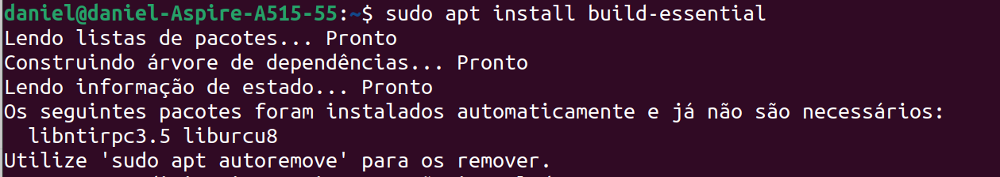 daniel@daniel-Aspire-A515-55:~$ sudo apt install build-essential
Lendo listas de pacotes... Pronto
Construindo árvore de dependências... Pronto
Lendo informação de estado... Pronto
Os seguintes pacotes foram instalados automaticamente e já não são necessários:
  libntirpc3.5 liburcu8
Utilize 'sudo apt autoremove' para os remover.